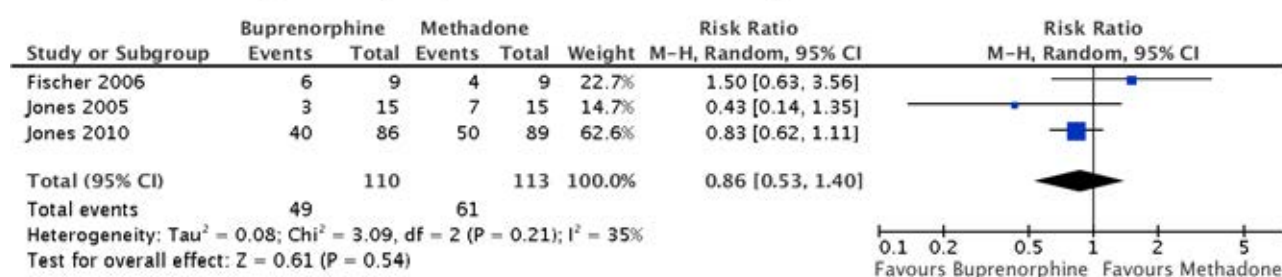 Buprenorphine Methadone Risk Ratio Risk Ratio
Study or Subgroup Events Total Events Total Weight M-H, Random, 95% CI M-H, Random, 95% CI
Fischer 2006 6 9 4 9 22.7% 1.50 [0.63, 3.56]
Jones 2005 3 15 7 15 14.7% 0.43 [0.14, 1.35]
Jones 2010 40 86 50 89 62.6% 0.83 [0.62, 1.11]
Total (95% CI) 110 113 100.0% 0.86 [0.53, 1.40]
Total events 49 61
Heterogeneity: Tau² = 0.08; Chi² = 3.09, df = 2 (P = 0.21); I² = 35%
Test for overall effect: Z = 0.61 (P = 0.54)
0.1 0.2 0.5 1 2 5
Favours Buprenorphine Favours Methadone